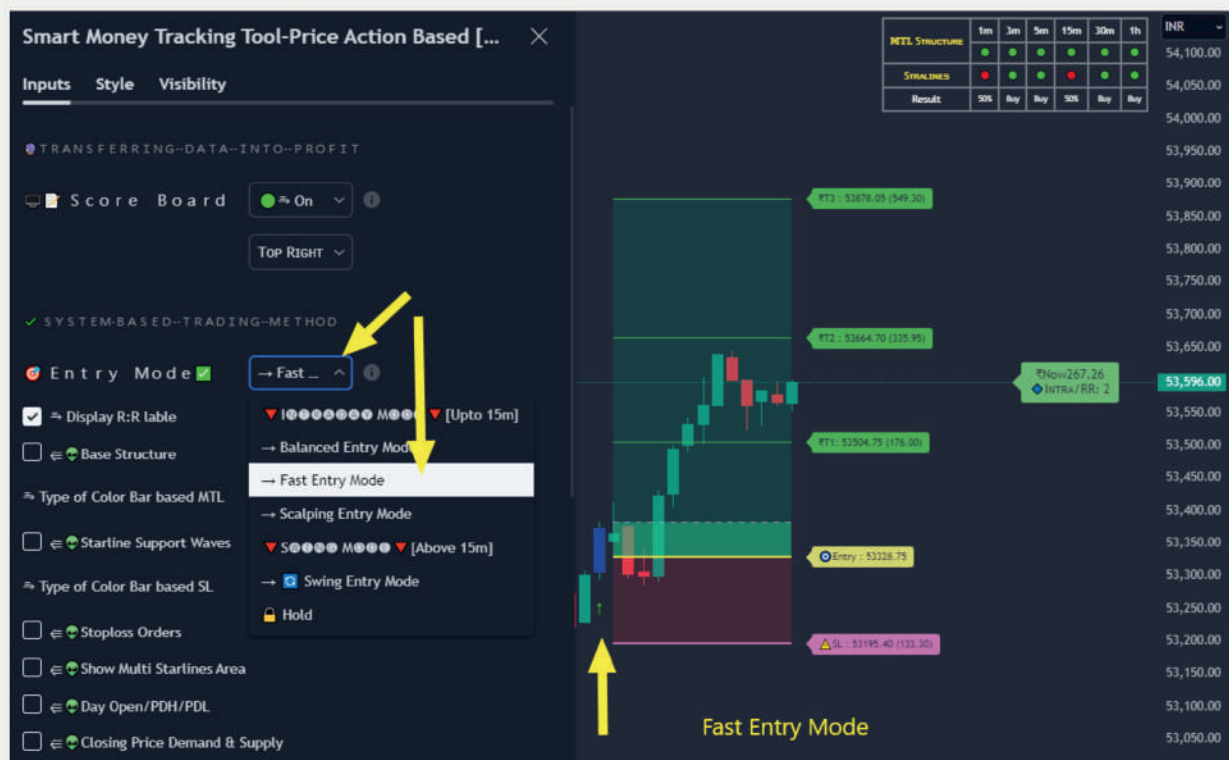 Smart Money Tracking Tool-Price Action Based [...
Inputs Style Visibility
TRANSFERRING--DATA--INTO--PROFIT
Score Board
On
TOP RIGHT
SYSTEM-BASED--TRADING--METHOD
Entry Mode
→ Fast ...
🔻 INTRADAY MODE 🔻 [Upto 15m]
→ Balanced Entry Mode
→ Fast Entry Mode
→ Scalping Entry Mode
🔻 SWING MODE 🔻 [Above 15m]
→ 🔄 Swing Entry Mode
🔒 Hold
Display R:R lable
Base Structure
Type of Color Bar based MTL
Starline Support Waves
Type of Color Bar based SL
Stoploss Orders
Show Multi Starlines Area
Day Open/PDH/PDL
Closing Price Demand & Supply
MTL STRUCTURE 1m 3m 5m 15m 30m 1h
STRALINES
Result 50% Buy Buy 50% Buy Buy
₹T3 : 53878.05 (549.30)
₹T2 : 53664.70 (335.95)
₹Now267.26
INTRA/RR: 2
₹T1: 53504.75 (176.00)
Entry : 53328.75
SL : 53195.40 (133.30)
Fast Entry Mode
INR
54,100.00
54,050.00
54,000.00
53,950.00
53,900.00
53,850.00
53,800.00
53,750.00
53,700.00
53,650.00
53,596.00
53,550.00
53,500.00
53,450.00
53,400.00
53,350.00
53,300.00
53,250.00
53,200.00
53,150.00
53,100.00
53,050.00